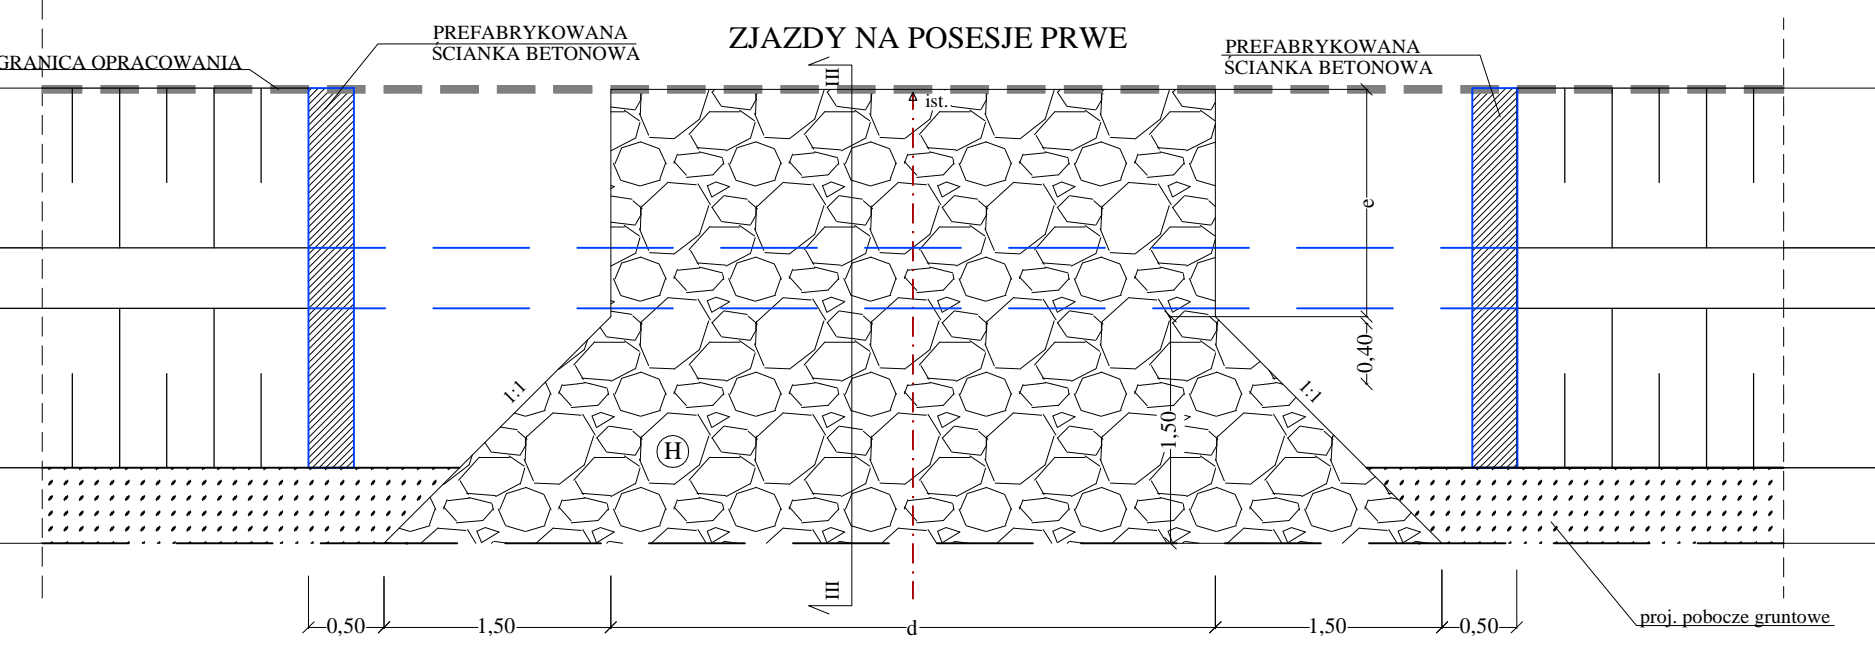 ZJAZDY NA POSESJE PRWE
PREFABRYKOWANA
ŚCIANKA BETONOWA
PREFABRYKOWANA
ŚCIANKA BETONOWA
GRANICA OPRACOWANIA
III
ist.
e
0,40
1:1
1:1
1,50
H
III
0,50
1,50
d
1,50
0,50
proj. pobocze gruntowe